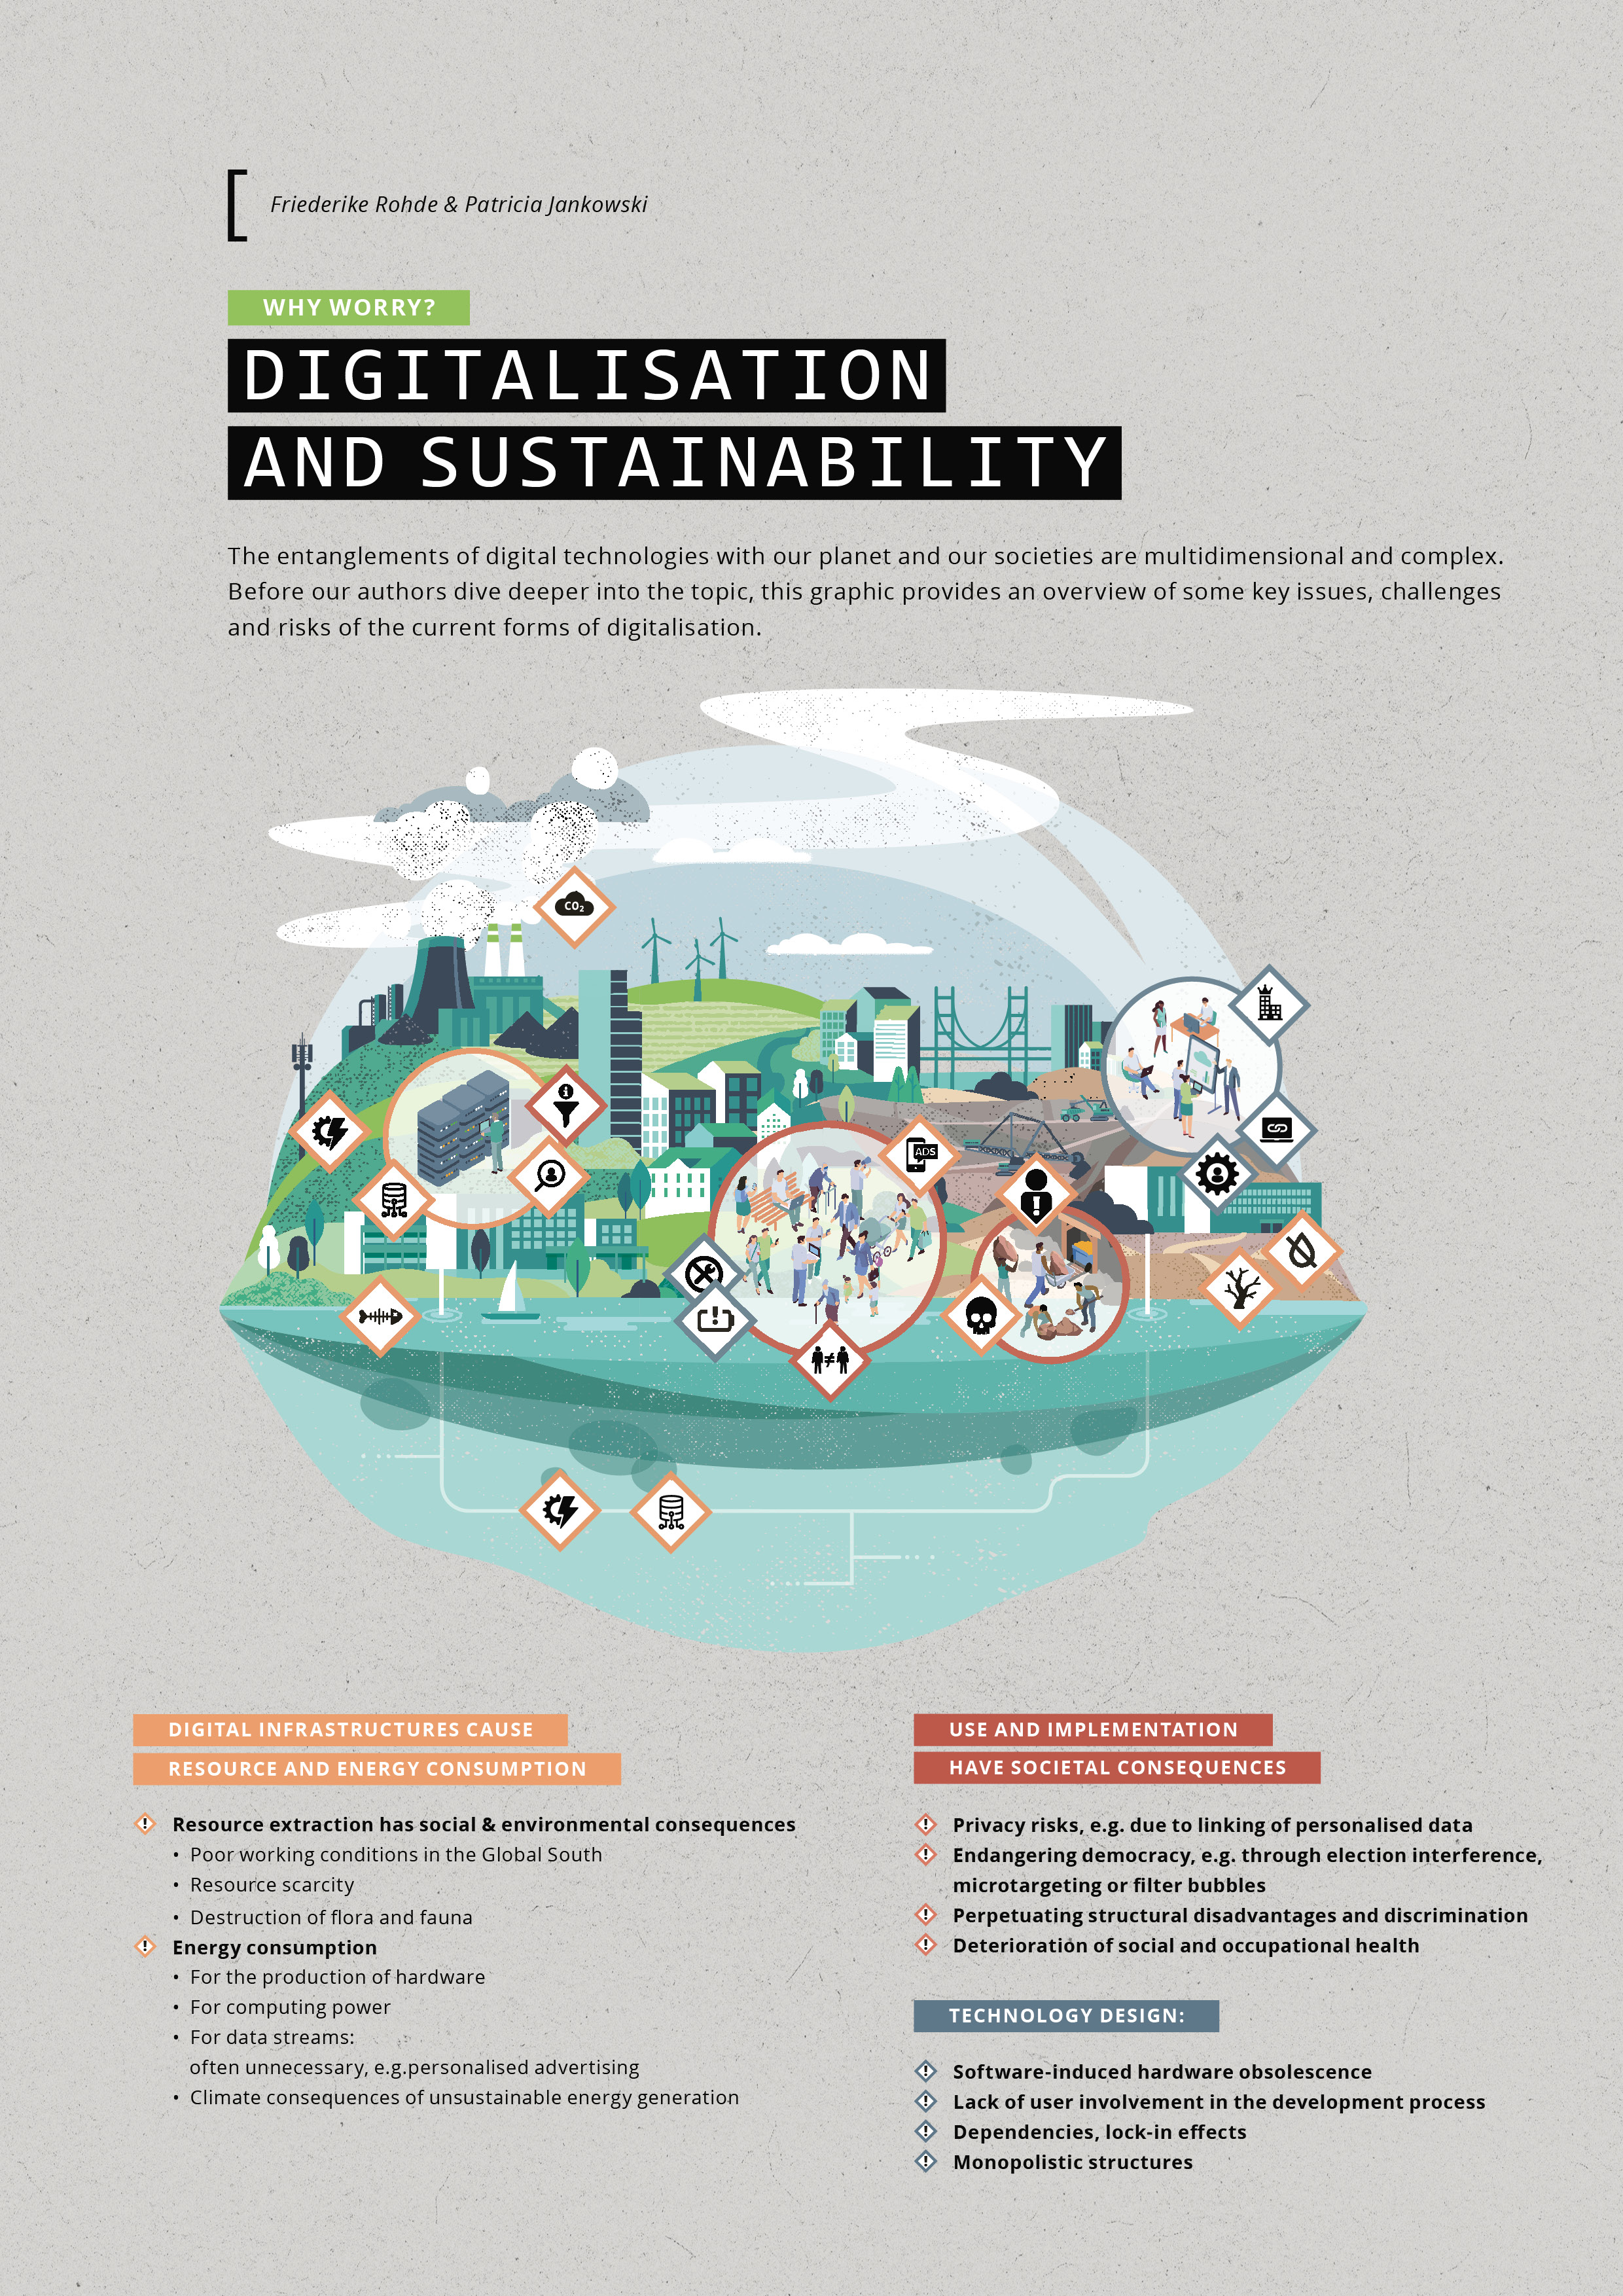 Friederike Rohde & Patricia Jankowski
WHY WORRY?
DIGITALISATION
AND SUSTAINABILITY
The entanglements of digital technologies with our planet and our societies are multidimensional and complex.
Before our authors dive deeper into the topic, this graphic provides an overview of some key issues, challenges
and risks of the current forms of digitalisation.
CO₂
i
ADS
!
!
≠
DIGITAL INFRASTRUCTURES CAUSE
RESOURCE AND ENERGY CONSUMPTION
! Resource extraction has social & environmental consequences
• Poor working conditions in the Global South
• Resource scarcity
• Destruction of flora and fauna
! Energy consumption
• For the production of hardware
• For computing power
• For data streams:
often unnecessary, e.g.personalised advertising
• Climate consequences of unsustainable energy generation
USE AND IMPLEMENTATION
HAVE SOCIETAL CONSEQUENCES
! Privacy risks, e.g. due to linking of personalised data
! Endangering democracy, e.g. through election interference,
microtargeting or filter bubbles
! Perpetuating structural disadvantages and discrimination
! Deterioration of social and occupational health
TECHNOLOGY DESIGN:
! Software-induced hardware obsolescence
! Lack of user involvement in the development process
! Dependencies, lock-in effects
! Monopolistic structures